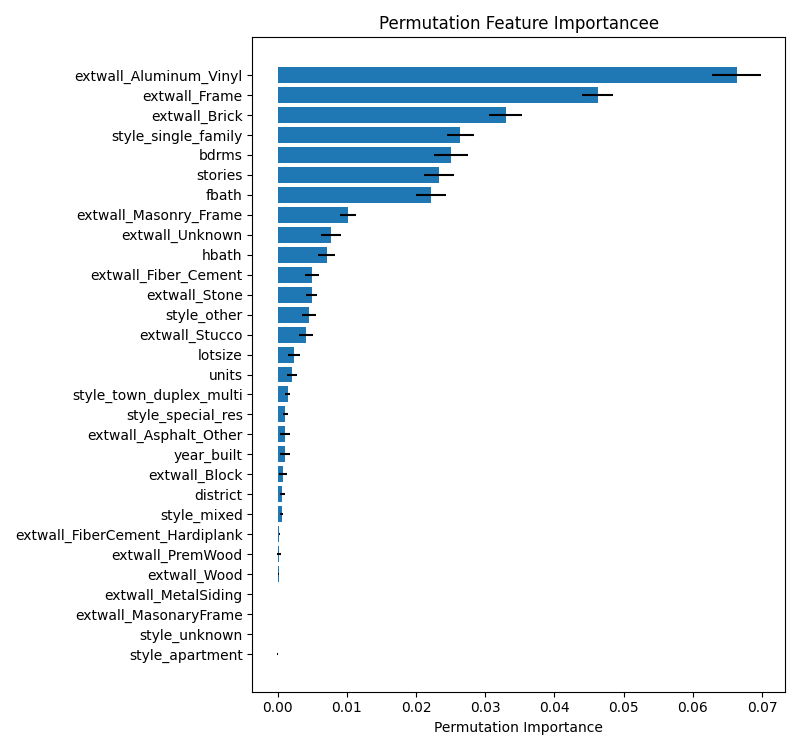 Permutation Feature Importancee
extwall_Aluminum_Vinyl
extwall_Frame
extwall_Brick
style_single_family
bdrms
stories
fbath
extwall_Masonry_Frame
extwall_Unknown
hbath
extwall_Fiber_Cement
extwall_Stone
style_other
extwall_Stucco
lotsize
units
style_town_duplex_multi
style_special_res
extwall_Asphalt_Other
year_built
extwall_Block
district
style_mixed
extwall_FiberCement_Hardiplank
extwall_PremWood
extwall_Wood
extwall_MetalSiding
extwall_MasonaryFrame
style_unknown
style_apartment
0.00 0.01 0.02 0.03 0.04 0.05 0.06 0.07
Permutation Importance